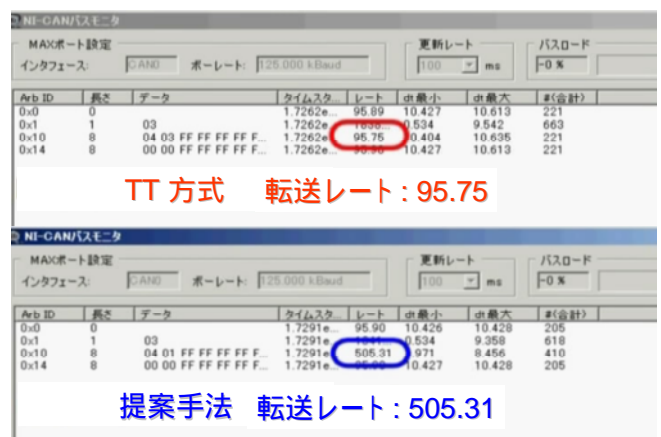 NI-CANバスモニタ
MAXポート設定
更新レート
バスロード
インタフェース: CAN0 ボーレート: 125.000 kBaud 100 ms ~0 %
Arb ID 長さ データ タイムスタ... レート dt最小 dt最大 #(合計)
0x0 0 1.7262e... 95.89 10.427 10.613 221
0x1 1 03 1.7262e... 0.534 9.542 663
0x10 8 04 03 FF FF FF FF F... 1.7262e 95.75 0.404 10.635 221
0x14 8 00 00 FF FF FF FF F... 1.7262e... 10.427 10.613 221
TT 方式 転送レート : 95.75
NI-CANバスモニタ
MAXポート設定
更新レート
バスロード
インタフェース: CAN0 ボーレート: 125.000 kBaud 100 ms ~0 %
Arb ID 長さ データ タイムスタ... レート dt最小 dt最大 #(合計)
0x0 0 1.7291e... 95.90 10.426 10.428 205
0x1 1 03 1.7291e... 0.534 9.358 618
0x10 8 04 01 FF FF FF FF F... 1.7291e 505.31 .971 8.456 410
0x14 8 00 00 FF FF FF FF F... 1.7291e... 10.427 10.428 205
提案手法 転送レート : 505.31